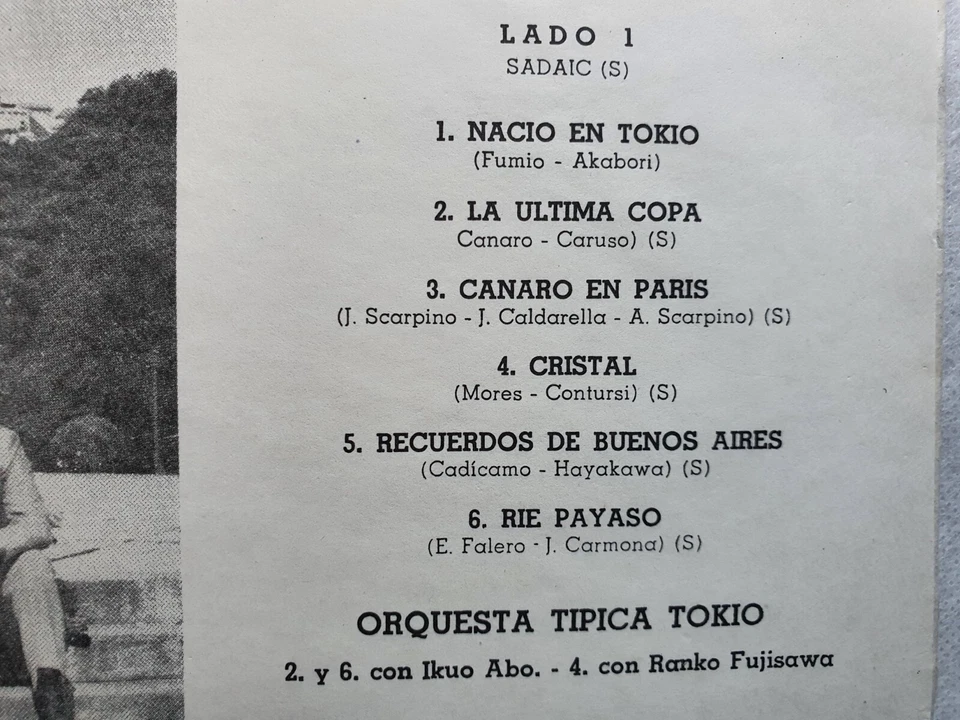 LADO 1
SADAIC (S)
1. NACIO EN TOKIO
(Fumio - Akabori)
2. LA ULTIMA COPA
Canaro - Caruso) (S)
3. CANARO EN PARIS
(J. Scarpino - J. Caldarella - A. Scarpino) (S)
4. CRISTAL
(Mores - Contursi) (S)
5. RECUERDOS DE BUENOS AIRES
(Cadícamo - Hayakawa) (S)
6. RIE PAYASO
(E. Falero - J. Carmona) (S)
ORQUESTA TIPICA TOKIO
2. y 6. con Ikuo Abo. - 4. con Ranko Fujisawa